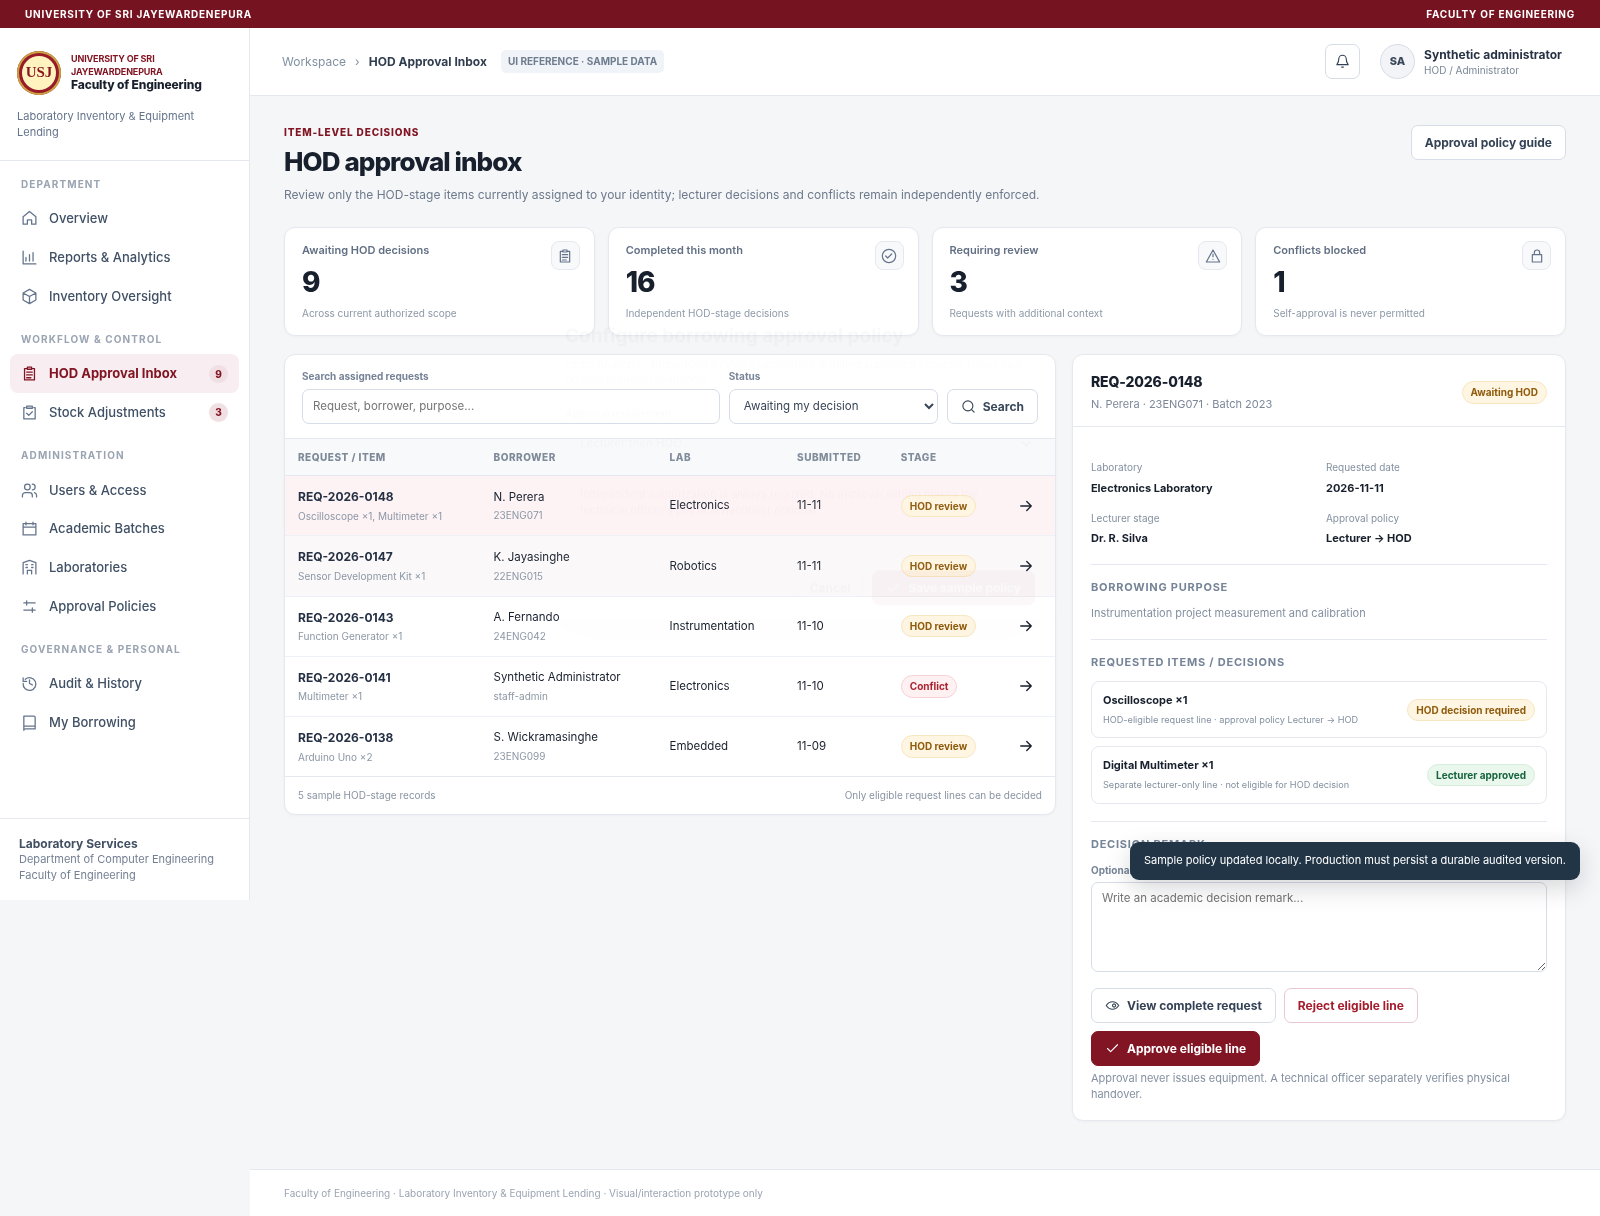 UNIVERSITY OF SRI JAYEWARDENEPURA
FACULTY OF ENGINEERING
USJ
UNIVERSITY OF SRI
JAYEWARDENEPURA
Faculty of Engineering
Laboratory Inventory & Equipment
Lending
DEPARTMENT
Overview
Reports & Analytics
Inventory Oversight
WORKFLOW & CONTROL
HOD Approval Inbox 9
Stock Adjustments 3
ADMINISTRATION
Users & Access
Academic Batches
Laboratories
Approval Policies
GOVERNANCE & PERSONAL
Audit & History
My Borrowing
Laboratory Services
Department of Computer Engineering
Faculty of Engineering
Workspace › HOD Approval Inbox UI REFERENCE · SAMPLE DATA
SA
Synthetic administrator
HOD / Administrator
ITEM-LEVEL DECISIONS
HOD approval inbox
Review only the HOD-stage items currently assigned to your identity; lecturer decisions and conflicts remain independently enforced.
Approval policy guide
Awaiting HOD decisions
9
Across current authorized scope
Completed this month
16
Independent HOD-stage decisions
Requiring review
3
Requests with additional context
Conflicts blocked
1
Self-approval is never permitted
Configure borrowing approval policy
Search assigned requests
Request, borrower, purpose...
Status
Awaiting my decision
Search
REQUEST / ITEM BORROWER LAB SUBMITTED STAGE
REQ-2026-0148 N. Perera Electronics 11-11 HOD review →
Oscilloscope ×1, Multimeter ×1 23ENG071
REQ-2026-0147 K. Jayasinghe Robotics 11-11 HOD review →
Sensor Development Kit ×1 22ENG015
Cancel Save sample policy
REQ-2026-0143 A. Fernando Instrumentation 11-10 HOD review →
Function Generator ×1 24ENG042
REQ-2026-0141 Synthetic Administrator Electronics 11-10 Conflict →
Multimeter ×1 staff-admin
REQ-2026-0138 S. Wickramasinghe Embedded 11-09 HOD review →
Arduino Uno ×2 23ENG099
5 sample HOD-stage records
Only eligible request lines can be decided
REQ-2026-0148
N. Perera · 23ENG071 · Batch 2023
Awaiting HOD
Laboratory Requested date
Electronics Laboratory 2026-11-11
Lecturer stage Approval policy
Dr. R. Silva Lecturer → HOD
BORROWING PURPOSE
Instrumentation project measurement and calibration
REQUESTED ITEMS / DECISIONS
Oscilloscope ×1
HOD-eligible request line · approval policy Lecturer → HOD
HOD decision required
Digital Multimeter ×1
Separate lecturer-only line · not eligible for HOD decision
Lecturer approved
DECISION REMARK
Sample policy updated locally. Production must persist a durable audited version.
Optiona
Write an academic decision remark...
View complete request
Reject eligible line
Approve eligible line
Approval never issues equipment. A technical officer separately verifies physical
handover.
Faculty of Engineering · Laboratory Inventory & Equipment Lending · Visual/interaction prototype only